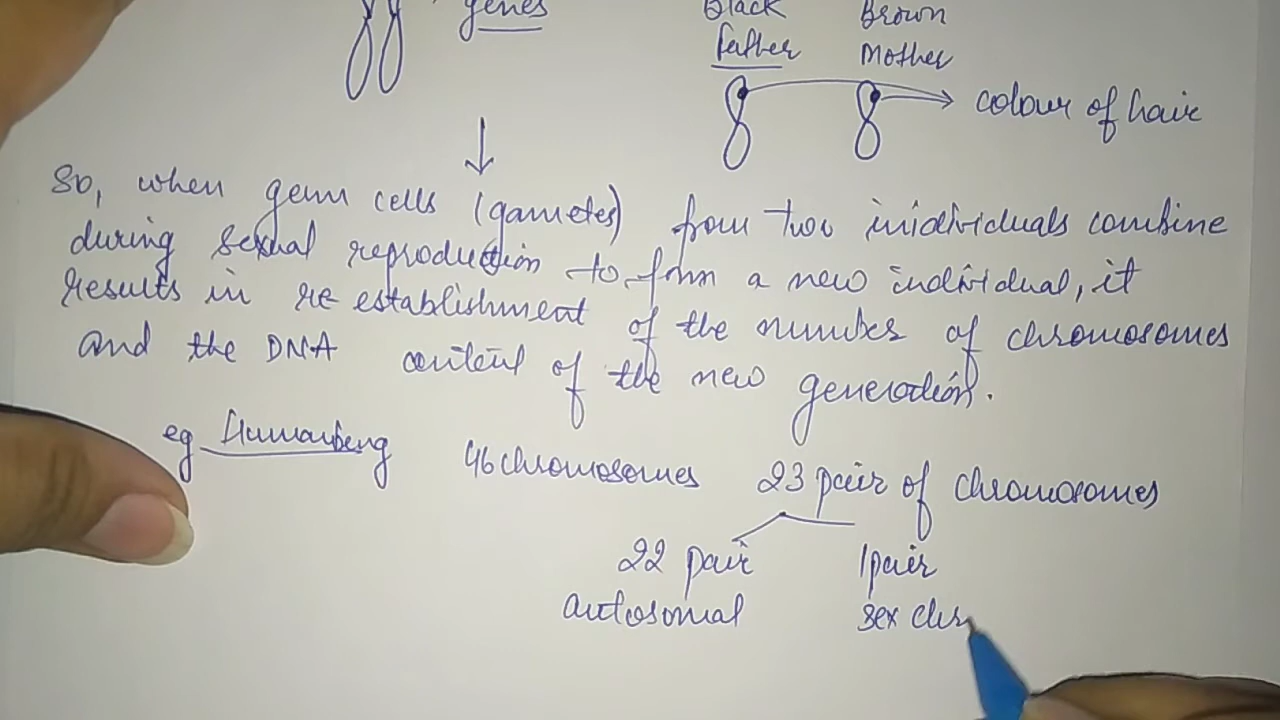 genes
Black Brown
father Mother
colour of hair
So, when germ cells (gametes) from two inidividuals combine
during sexual reproduction to form a new individual, it
results in re establishment of the number of chromosomes
and the DNA content of the new generation.
eg Humanbeng 46 chromosomes 23 pair of chromosomes
22 pair 1 pair
autosomal sex chr